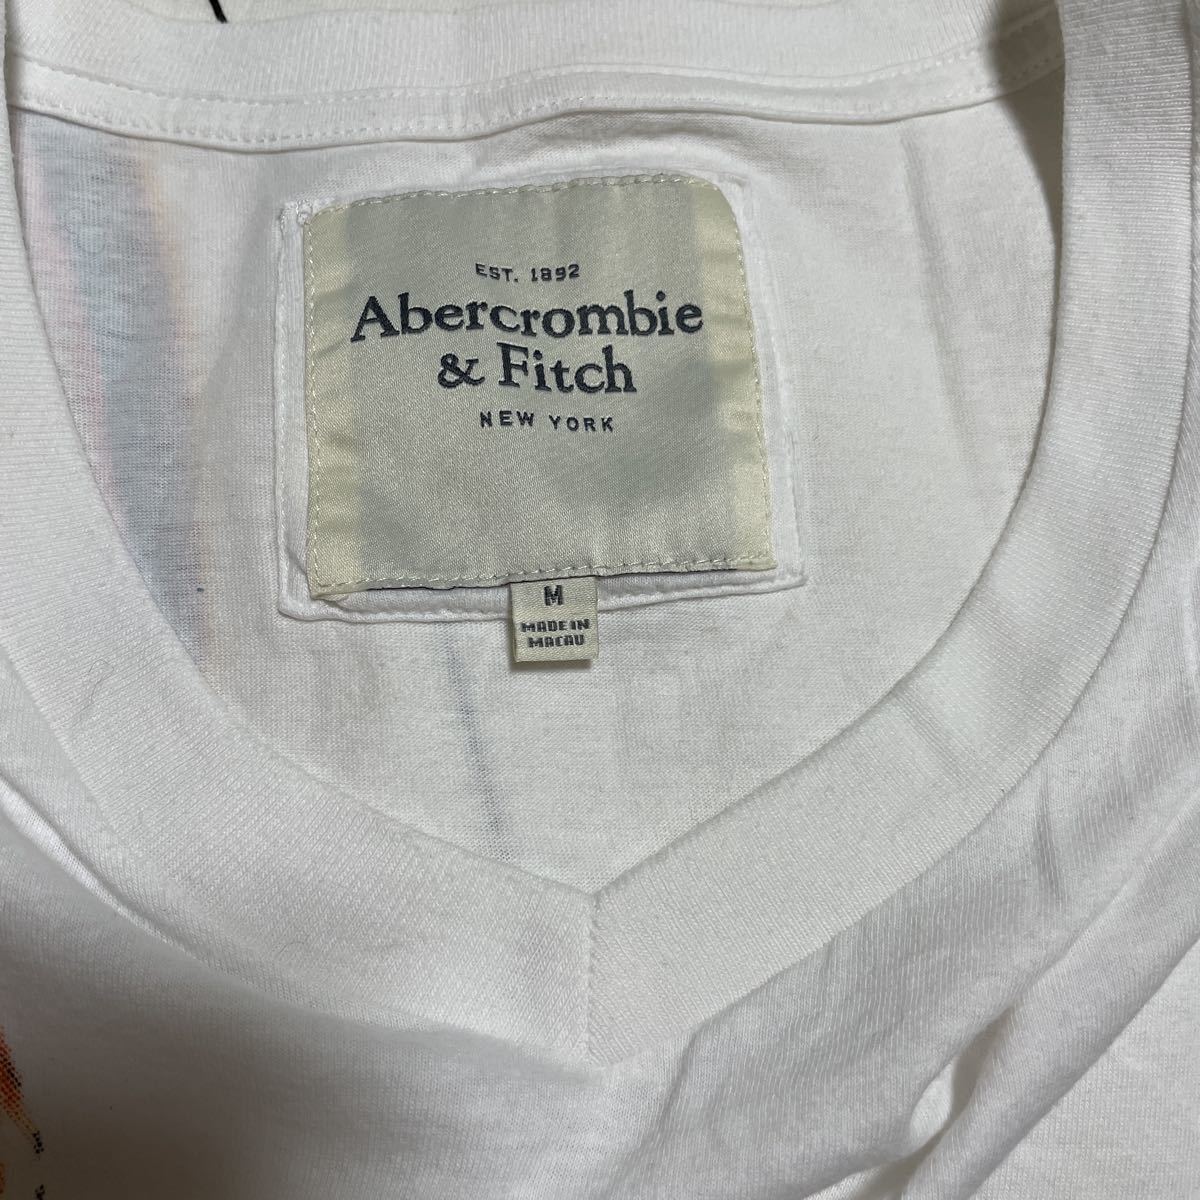 EST. 1892
Abercrombie
& Fitch
NEW YORK
M
MADE IN
MACAU